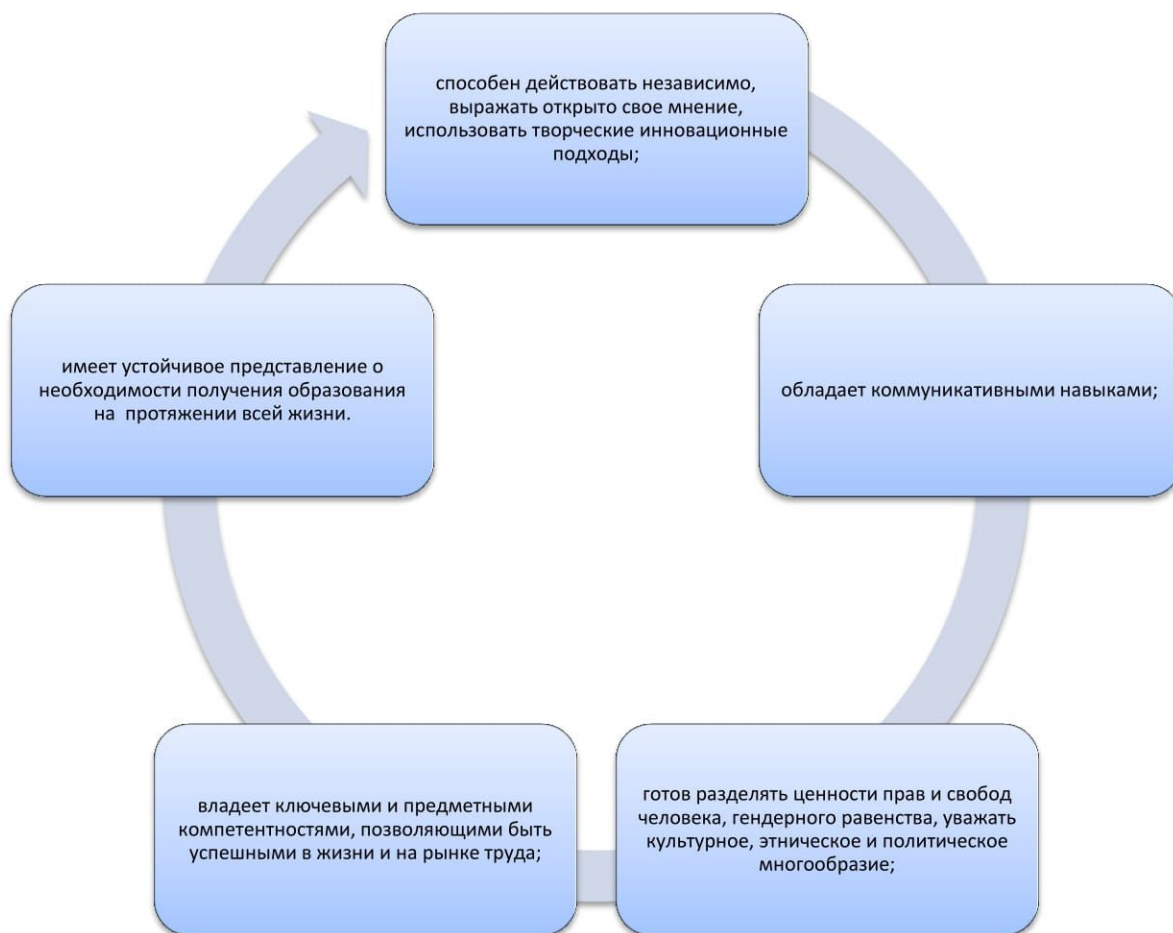 способен действовать независимо,
выражать открыто свое мнение,
использовать творческие инновационные
подходы;
обладает коммуникативными навыками;
готов разделять ценности прав и свобод
человека, гендерного равенства, уважать
культурное, этническое и политическое
многообразие;
владеет ключевыми и предметными
компетентностями, позволяющими быть
успешными в жизни и на рынке труда;
имеет устойчивое представление о
необходимости получения образования
на протяжении всей жизни.